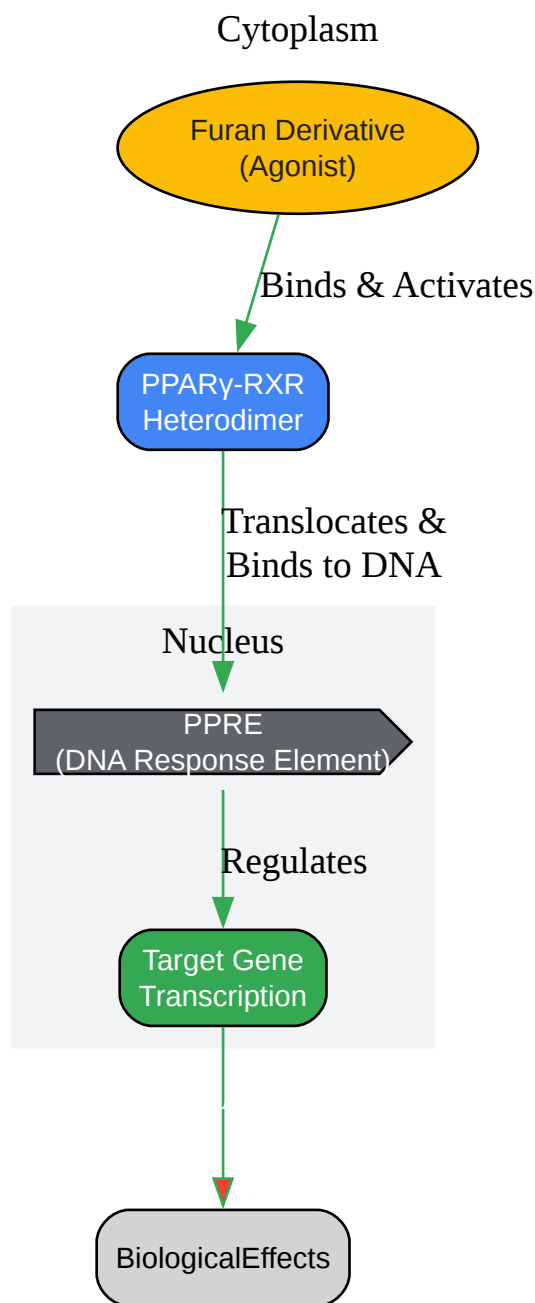 Cytoplasm
Furan Derivative
(Agonist)
Binds & Activates
PPARγ-RXR
Heterodimer
Translocates &
Binds to DNA
Nucleus
PPRE
(DNA Response Element)
Regulates
Target Gene
Transcription
BiologicalEffects